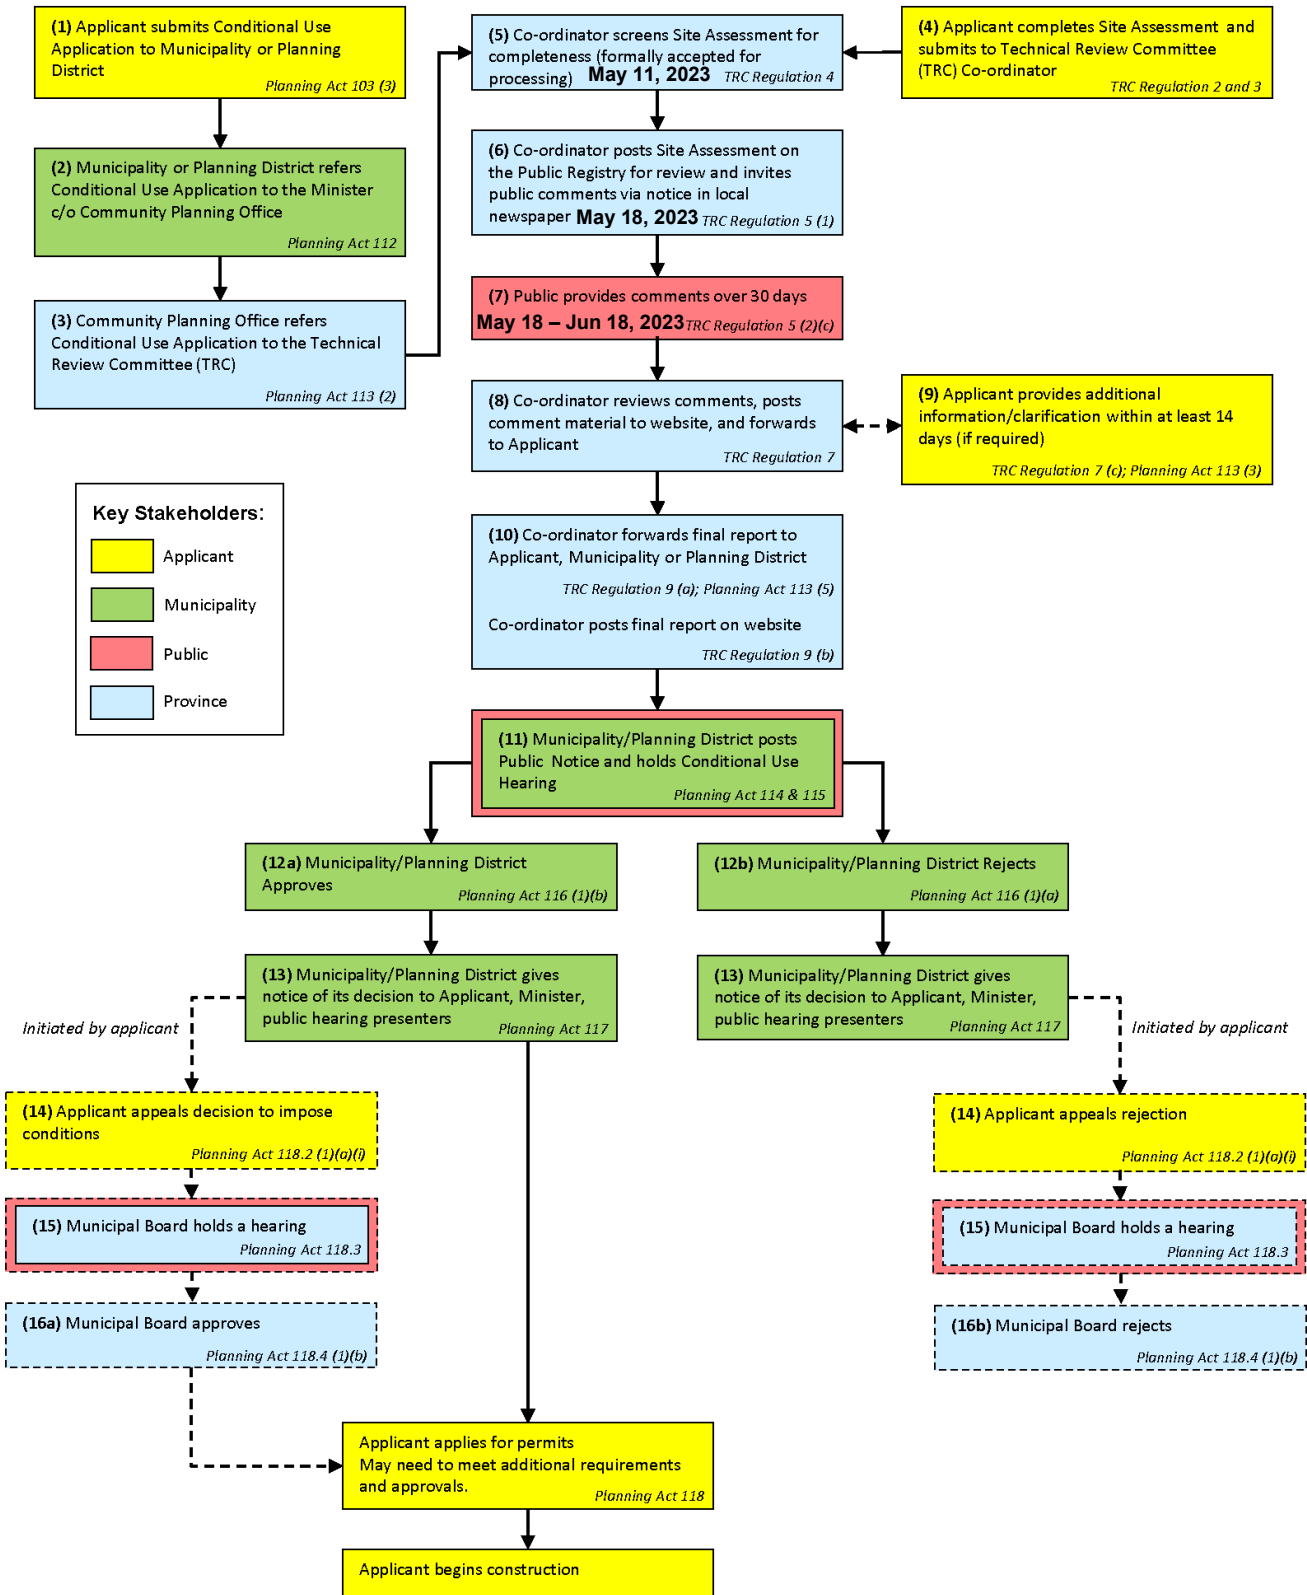 (1) Applicant submits Conditional Use
Application to Municipality or Planning
District
Planning Act 103 (3)
(2) Municipality or Planning District refers
Conditional Use Application to the Minister
c/o Community Planning Office
Planning Act 112
(3) Community Planning Office refers
Conditional Use Application to the Technical
Review Committee (TRC)
Planning Act 113 (2)
(4) Applicant completes Site Assessment and
submits to Technical Review Committee
(TRC) Co-ordinator
TRC Regulation 2 and 3
(5) Co-ordinator screens Site Assessment for
completeness (formally accepted for
processing) May 11, 2023 TRC Regulation 4
(6) Co-ordinator posts Site Assessment on
the Public Registry for review and invites
public comments via notice in local
newspaper May 18, 2023 TRC Regulation 5 (1)
(7) Public provides comments over 30 days
May 18 – Jun 18, 2023 TRC Regulation 5 (2)(c)
(8) Co-ordinator reviews comments, posts
comment material to website, and forwards
to Applicant
TRC Regulation 7
(9) Applicant provides additional
information/clarification within at least 14
days (if required)
TRC Regulation 7 (c); Planning Act 113 (3)
Key Stakeholders:
Applicant
Municipality
Public
Province
(10) Co-ordinator forwards final report to
Applicant, Municipality or Planning District
TRC Regulation 9 (a); Planning Act 113 (5)
Co-ordinator posts final report on website
TRC Regulation 9 (b)
(11) Municipality/Planning District posts
Public Notice and holds Conditional Use
Hearing
Planning Act 114 & 115
(12a) Municipality/Planning District
Approves
Planning Act 116 (1)(b)
(12b) Municipality/Planning District Rejects
Planning Act 116 (1)(a)
(13) Municipality/Planning District gives
notice of its decision to Applicant, Minister,
public hearing presenters
Planning Act 117
(13) Municipality/Planning District gives
notice of its decision to Applicant, Minister,
public hearing presenters
Planning Act 117
Initiated by applicant
Initiated by applicant
(14) Applicant appeals decision to impose
conditions
Planning Act 118.2 (1)(a)(i)
(14) Applicant appeals rejection
Planning Act 118.2 (1)(a)(i)
(15) Municipal Board holds a hearing
Planning Act 118.3
(15) Municipal Board holds a hearing
Planning Act 118.3
(16a) Municipal Board approves
Planning Act 118.4 (1)(b)
(16b) Municipal Board rejects
Planning Act 118.4 (1)(b)
Applicant applies for permits
May need to meet additional requirements
and approvals.
Planning Act 118
Applicant begins construction